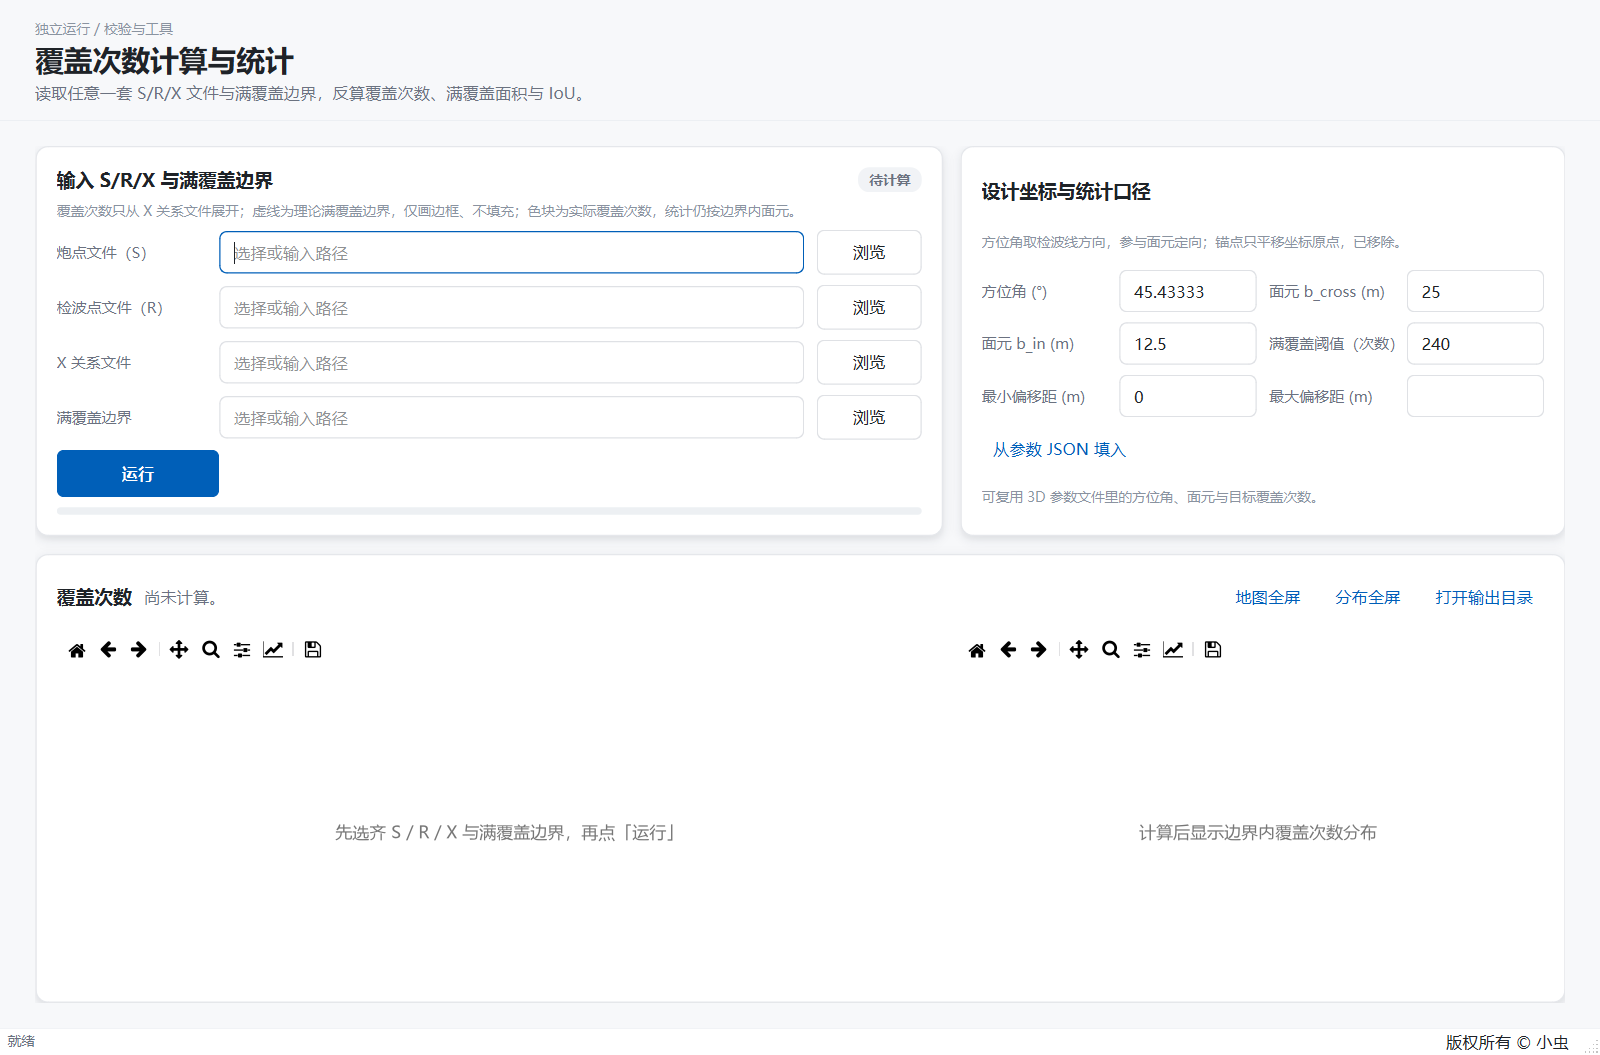 独立运行 / 校验与工具
覆盖次数计算与统计
读取任意一套 S/R/X 文件与满覆盖边界，反算覆盖次数、满覆盖面积与 IoU。
输入 S/R/X 与满覆盖边界
待计算
覆盖次数只从 X 关系文件展开；虚线为理论满覆盖边界，仅画边框、不填充；色块为实际覆盖次数，统计仍按边界内面元。
炮点文件（S） 选择或输入路径 浏览
检波点文件（R） 选择或输入路径 浏览
X 关系文件 选择或输入路径 浏览
满覆盖边界 选择或输入路径 浏览
运行
设计坐标与统计口径
方位角取检波线方向，参与面元定向；锚点只平移坐标原点，已移除。
方位角 (°) 45.43333 面元 b_cross (m) 25
面元 b_in (m) 12.5 满覆盖阈值（次数） 240
最小偏移距 (m) 0 最大偏移距 (m)
从参数 JSON 填入
可复用 3D 参数文件里的方位角、面元与目标覆盖次数。
覆盖次数 尚未计算。 地图全屏 分布全屏 打开输出目录
先选齐 S / R / X 与满覆盖边界，再点「运行」
计算后显示边界内覆盖次数分布
就绪
版权所有 © 小虫